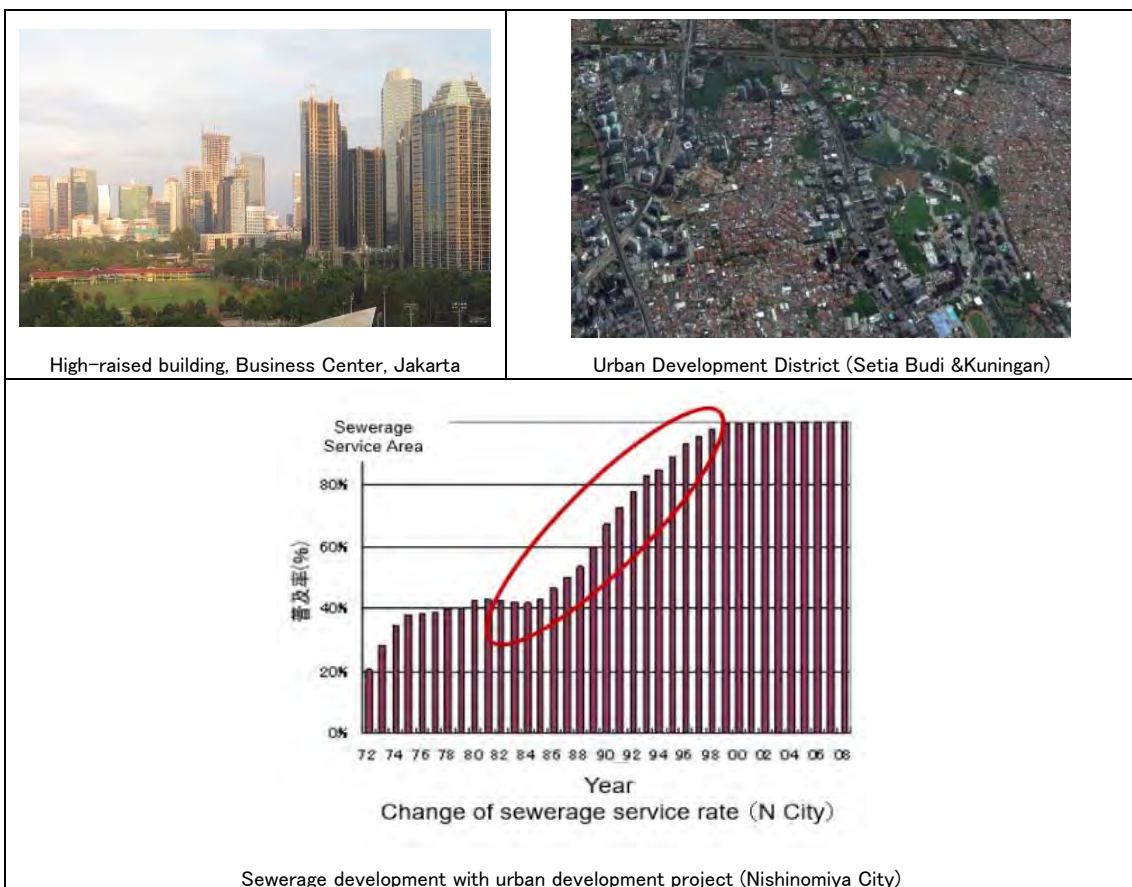 High-raised building, Business Center, Jakarta
Urban Development District (Setia Budi &Kuningan)
Sewerage
Service Area
普及率(%)
80%
60%
40%
20%
0%
72 74 76 78 80 82 84 86 88 90 92 94 96 98 00 02 04 06 08
Year
Change of sewerage service rate (N City)
Sewerage development with urban development project (Nishinomiya City)